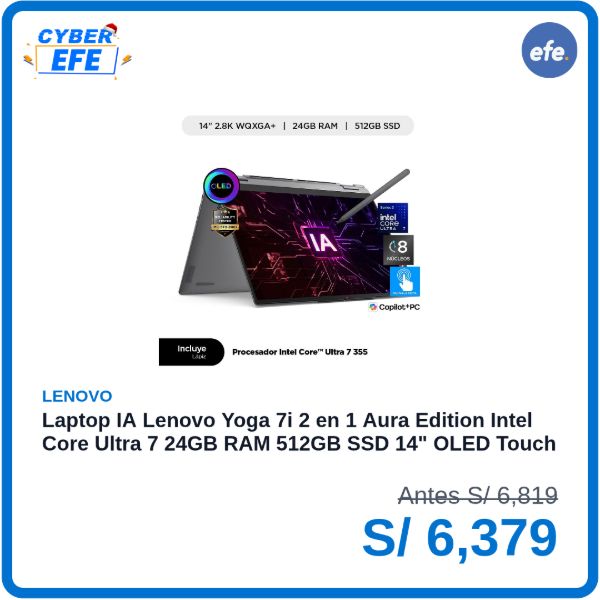 CYBER
EFE
efe.
14" 2.8K WQXGA+ | 24GB RAM | 512GB SSD
OLED
IA
intel
CORE
ULTRA 7
8
NÚCLEOS
Copilot+PC
Incluye
Lápiz
Procesador Intel Core™ Ultra 7 355
LENOVO
Laptop IA Lenovo Yoga 7i 2 en 1 Aura Edition Intel
Core Ultra 7 24GB RAM 512GB SSD 14" OLED Touch
Antes S/ 6,819
S/ 6,379